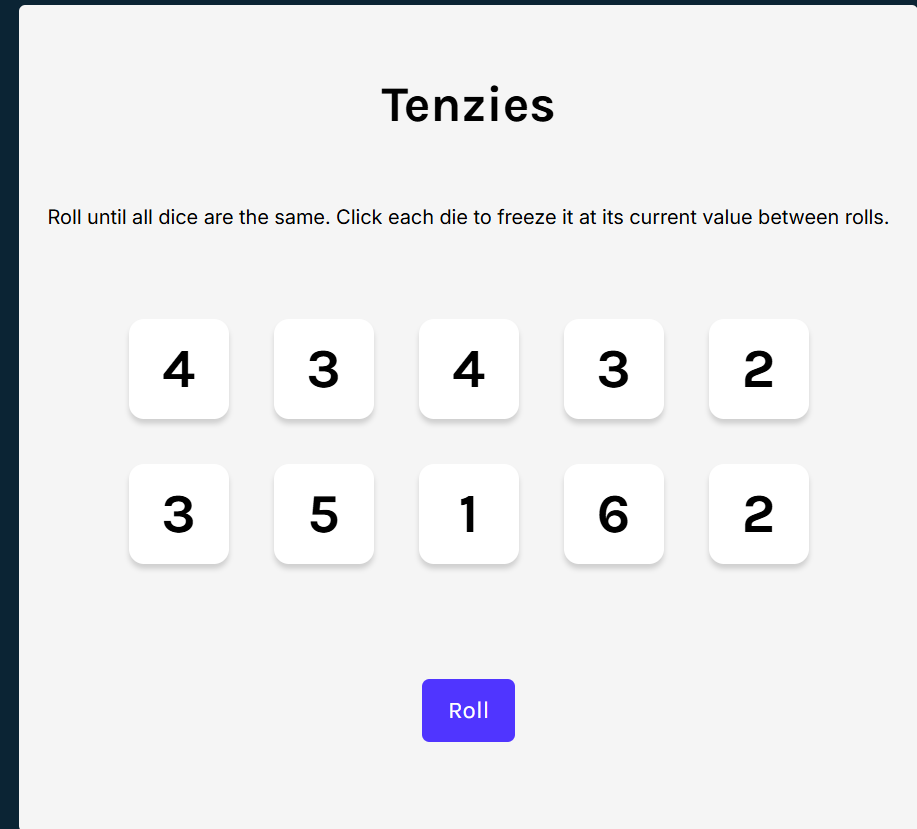 Tenzies
Roll until all dice are the same. Click each die to freeze it at its current value between rolls.
4 3 4 3 2
3 5 1 6 2
Roll